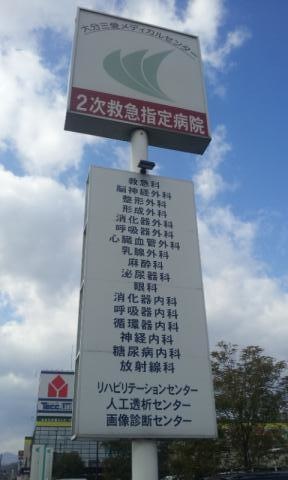 大分三愛メディカルセンター
2次救急指定病院
救急科
脳神経外科
整形外科
形成外科
消化器外科
呼吸器外科
心臓血管外科
乳腺外科
麻酔科
泌尿器科
眼科
消化器内科
呼吸器内科
循環器内科
神経内科
糖尿病内科
放射線科
リハビリテーションセンター
人工透析センター
画像診断センター
Tecc